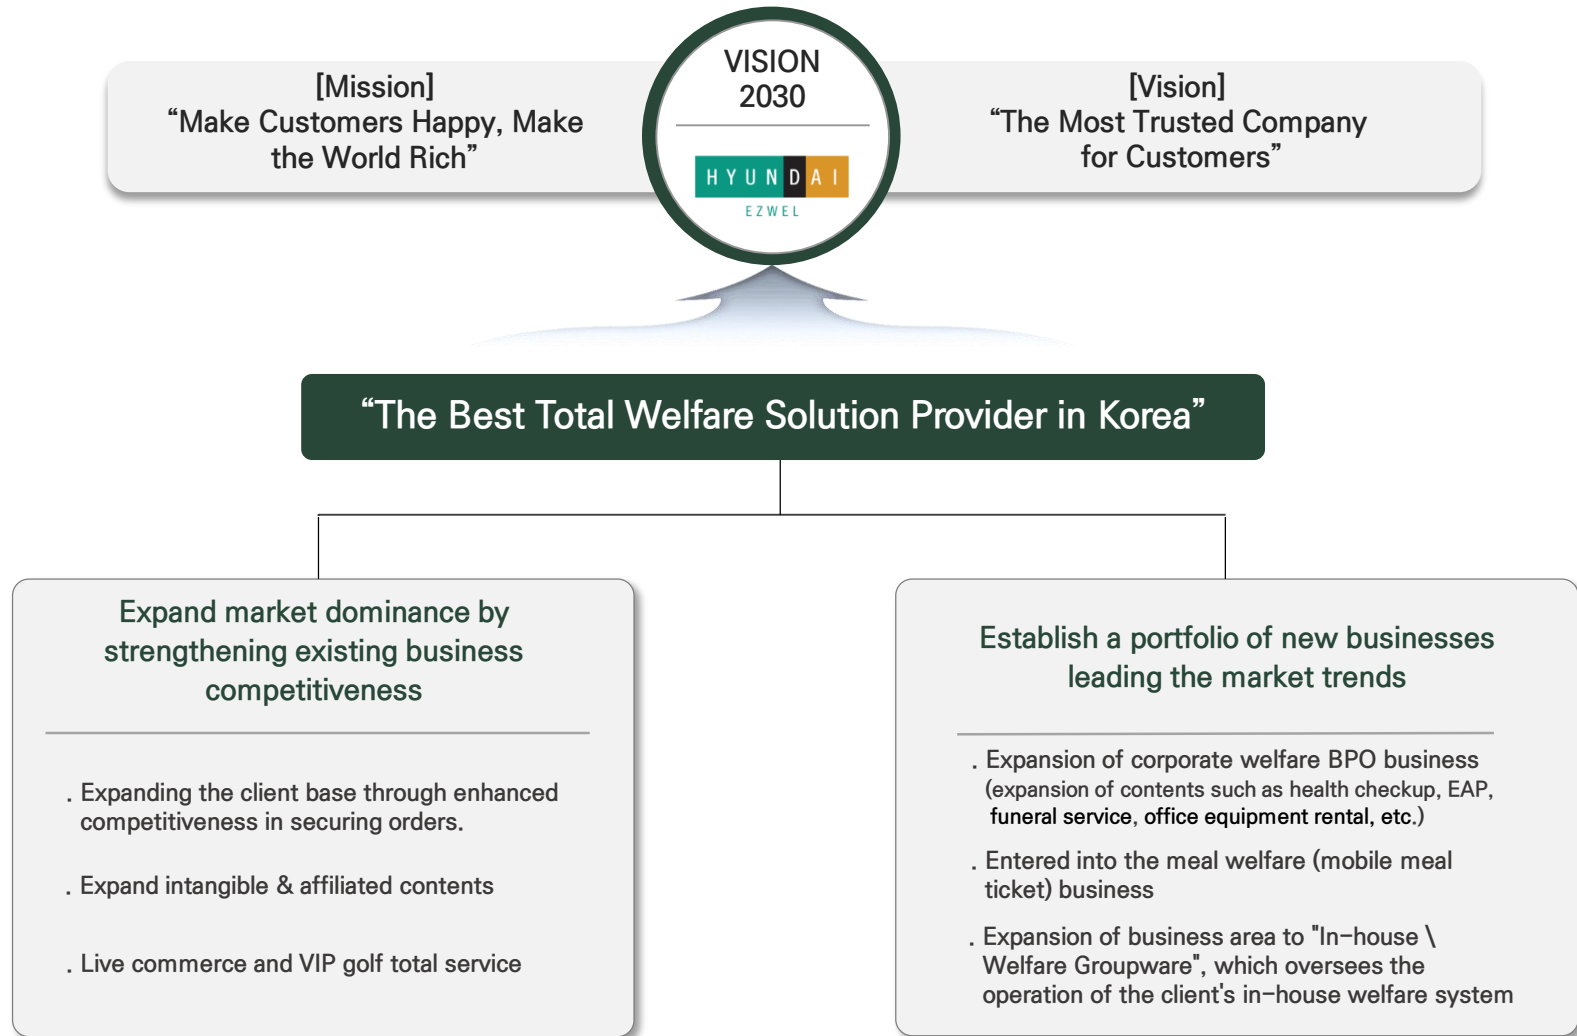 [Mission]
“Make Customers Happy, Make
the World Rich”
VISION
2030
HYUNDAI
EZWEL
[Vision]
“The Most Trusted Company
for Customers”
“The Best Total Welfare Solution Provider in Korea”
Expand market dominance by
strengthening existing business
competitiveness
. Expanding the client base through enhanced
competitiveness in securing orders.
. Expand intangible & affiliated contents
. Live commerce and VIP golf total service
Establish a portfolio of new businesses
leading the market trends
. Expansion of corporate welfare BPO business
(expansion of contents such as health checkup, EAP,
funeral service, office equipment rental, etc.)
. Entered into the meal welfare (mobile meal
ticket) business
. Expansion of business area to "In-house \
Welfare Groupware", which oversees the
operation of the client's in-house welfare system